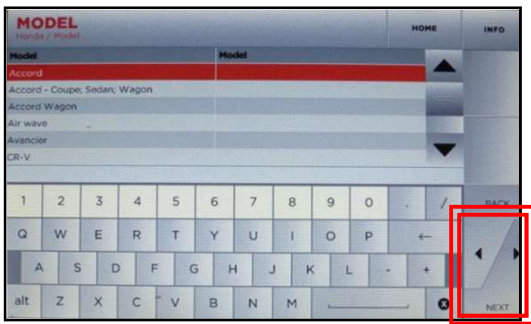 MODEL
Honda / Model
HOME
INFO
Model Model
Accord
Accord - Coupe; Sedan; Wagon
Accord Wagon
Air wave
Avancier
CR-V
1 2 3 4 5 6 7 8 9 0 . /
BACK
Q W E R T Y U I O P ←
A S D F G H J K L - +
alt Z X C V B N M
NEXT